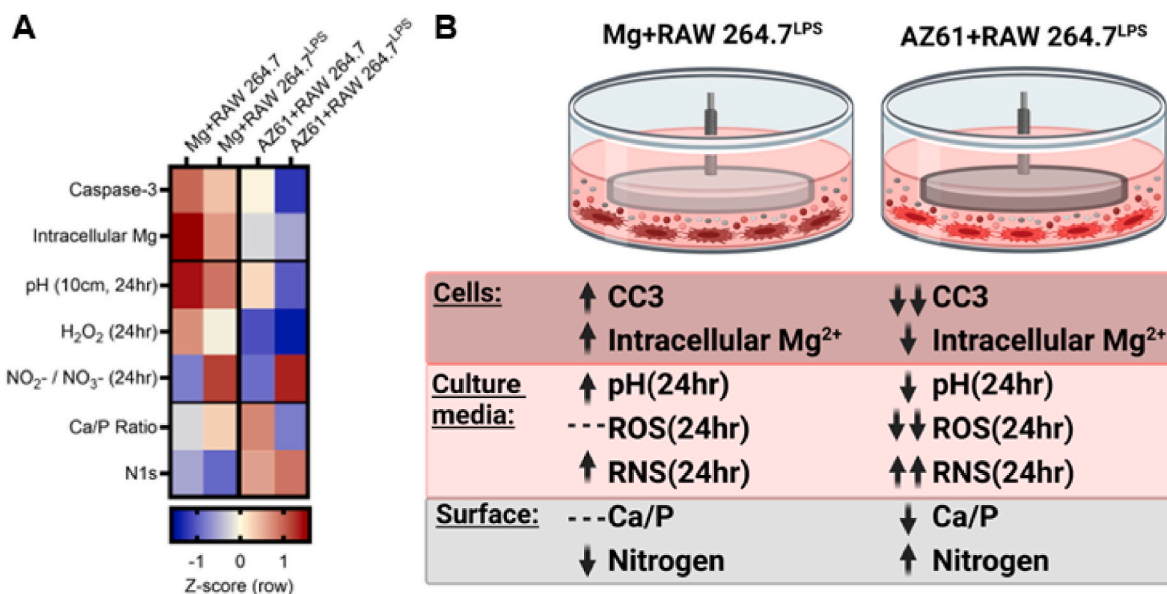 A
Mg+RAW 264.7
Mg+RAW 264.7ᴸᴾˢ
AZ61+RAW 264.7
AZ61+RAW 264.7ᴸᴾˢ
Caspase-3
Intracellular Mg
pH (10cm, 24hr)
H₂O₂ (24hr)
NO₂- / NO₃- (24hr)
Ca/P Ratio
N1s
-1 0 1
Z-score (row)
B
Mg+RAW 264.7ᴸᴾˢ AZ61+RAW 264.7ᴸᴾˢ
Cells: ↑ CC3 ↓↓ CC3
↑ Intracellular Mg²⁺ ↓ Intracellular Mg²⁺
Culture media: ↑ pH(24hr) ↓ pH(24hr)
---ROS(24hr) ↓↓ ROS(24hr)
↑ RNS(24hr) ↑↑ RNS(24hr)
Surface: ---Ca/P ↓ Ca/P
↓ Nitrogen ↑ Nitrogen